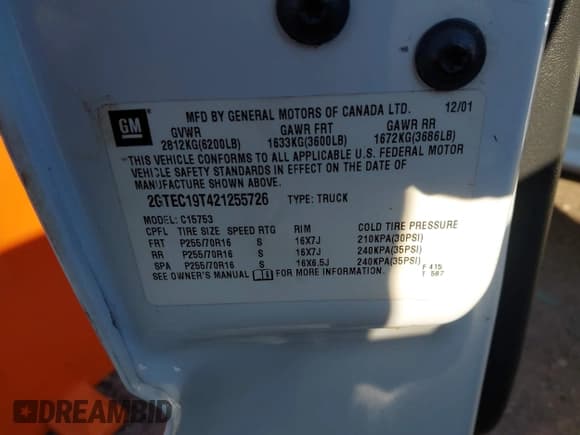 GM
MFD BY GENERAL MOTORS OF CANADA LTD. 12/01
GVWR GAWR FRT GAWR RR
2812KG(6200LB) 1633KG(3600LB) 1672KG(3686LB)
THIS VEHICLE CONFORMS TO ALL APPLICABLE U.S. FEDERAL MOTOR
VEHICLE SAFETY STANDARDS IN EFFECT ON THE DATE OF
MANUFACTURE SHOWN ABOVE.
2GTEC19T421255726 TYPE: TRUCK
MODEL: C15753
CPFL TIRE SIZE SPEED RTG RIM COLD TIRE PRESSURE
FRT P255/70R16 S 16X7J 210KPA(30PSI)
RR P255/70R16 S 16X7J 240KPA(35PSI)
SPA P255/70R16 S 16X6.5J 240KPA(35PSI)
SEE OWNER'S MANUAL FOR MORE INFORMATION.
F 415
T 587
DREAMBID